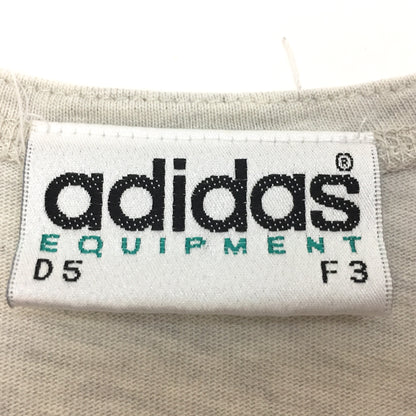 adidas®
EQUIPMENT
D5 F3